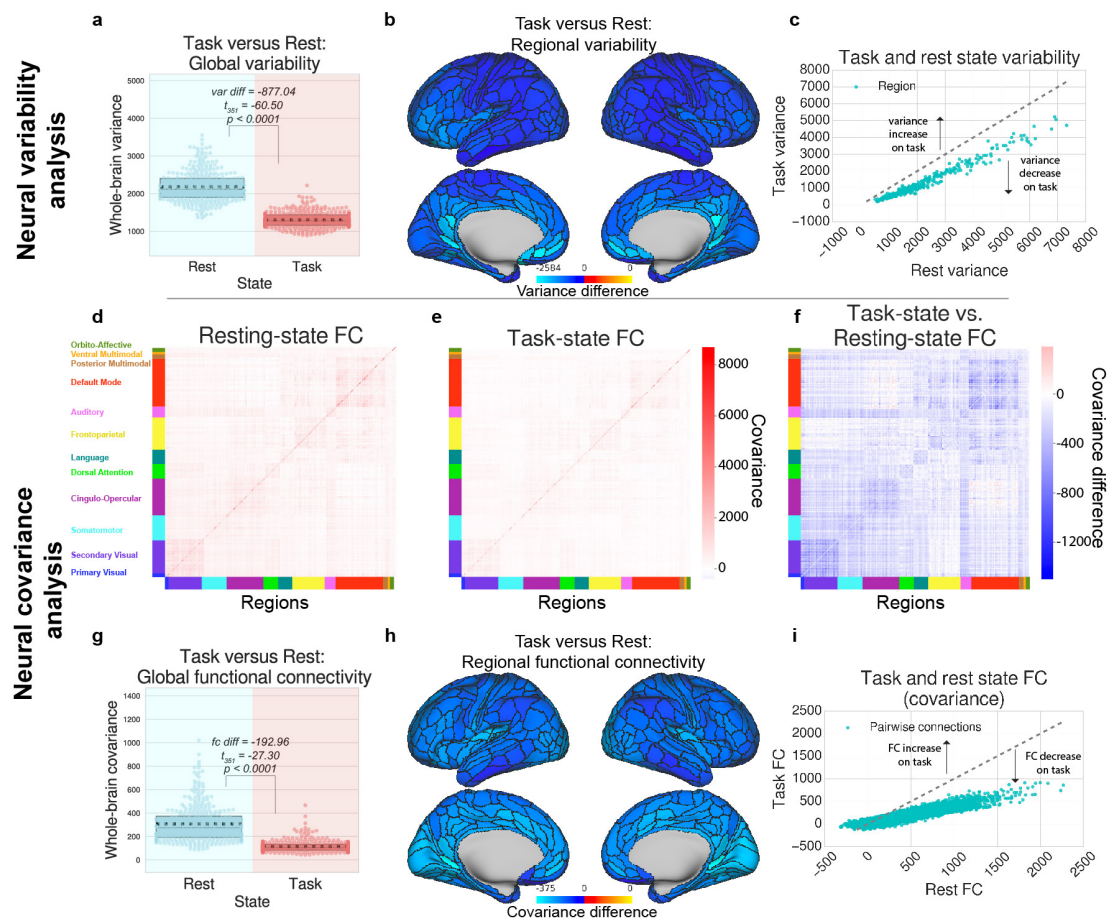 Neural variability
analysis
a
Task versus Rest:
Global variability
5000
4000
3000
2000
1000
Whole-brain variance
var diff = -877.04
t351 = -60.50
p < 0.0001
Rest
Task
State
b
Task versus Rest:
Regional variability
-2584
0
0
Variance difference
c
Task and rest state variability
8000
7000
6000
5000
4000
3000
2000
1000
0
−1000
Task variance
Region
variance
increase
on task
variance
decrease
on task
−1000
0
1000
2000
3000
4000
5000
6000
7000
8000
Rest variance
Neural covariance
analysis
d
Resting-state FC
Orbito-Affective
Ventral Multimodal
Posterior Multimodal
Default Mode
Auditory
Frontoparietal
Language
Dorsal Attention
Cingulo-Opercular
Somatomotor
Secondary Visual
Primary Visual
Regions
e
Task-state FC
Regions
8000
6000
4000
2000
0
Covariance
f
Task-state vs.
Resting-state FC
Regions
0
-400
-800
-1200
Covariance difference
g
Task versus Rest:
Global functional connectivity
1400
1200
1000
800
600
400
200
0
Whole-brain covariance
fc diff = -192.96
t351 = -27.30
p < 0.0001
Rest
Task
State
h
Task versus Rest:
Regional functional connectivity
-375
0
0
Covariance difference
i
Task and rest state FC
(covariance)
2500
2000
1500
1000
500
0
−500
Task FC
Pairwise connections
FC increase
on task
FC decrease
on task
−500
0
500
1000
1500
2000
2500
Rest FC